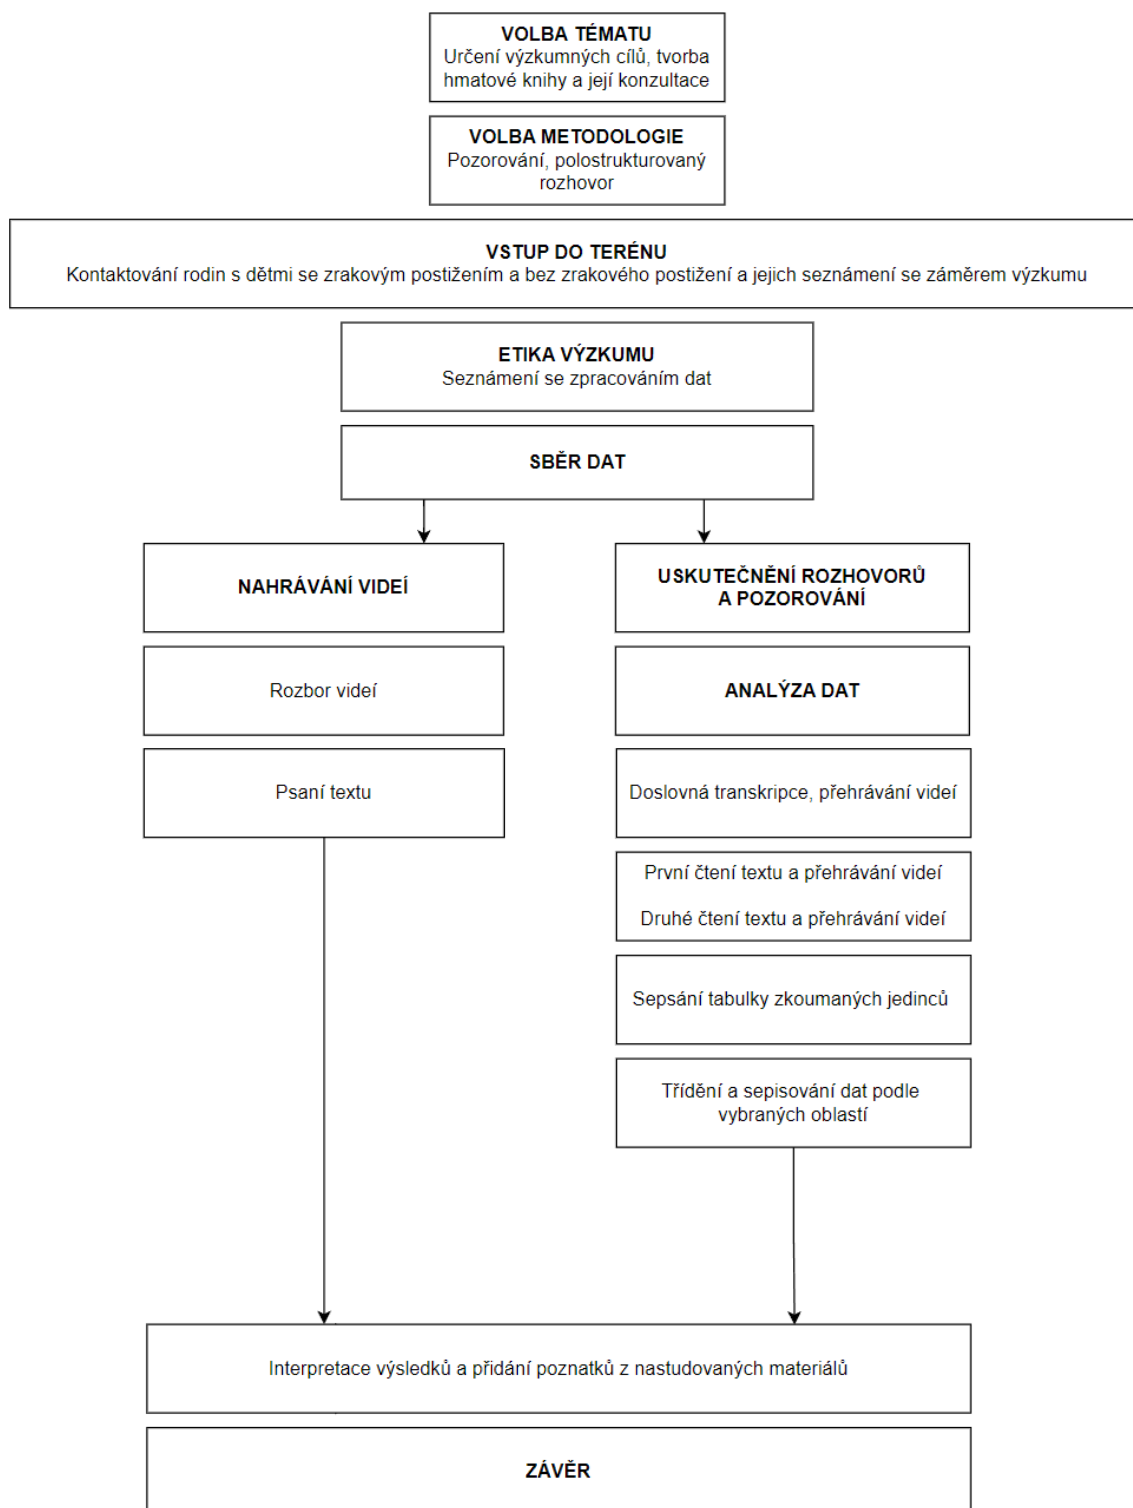 VOLBA TÉMATU
Určení výzkumných cílů, tvorba
hmatové knihy a její konzultace
VOLBA METODOLOGIE
Pozorování, polostrukturovaný
rozhovor
VSTUP DO TERÉNU
Kontaktování rodin s dětmi se zrakovým postižením a bez zrakového postižení a jejich seznámení se záměrem výzkumu
ETIKA VÝZKUMU
Seznámení se zpracováním dat
SBĚR DAT
NAHRÁVÁNÍ VIDEÍ
Rozbor videí
Psaní textu
USKUTEČNĚNÍ ROZHOVORŮ
A POZOROVÁNÍ
ANALÝZA DAT
Doslovná transkripce, přehrávání videí
První čtení textu a přehrávání videí
Druhé čtení textu a přehrávání videí
Sepsání tabulky zkoumaných jedinců
Třídění a sepisování dat podle
vybraných oblastí
Interpretace výsledků a přidání poznatků z nastudovaných materiálů
ZÁVĚR